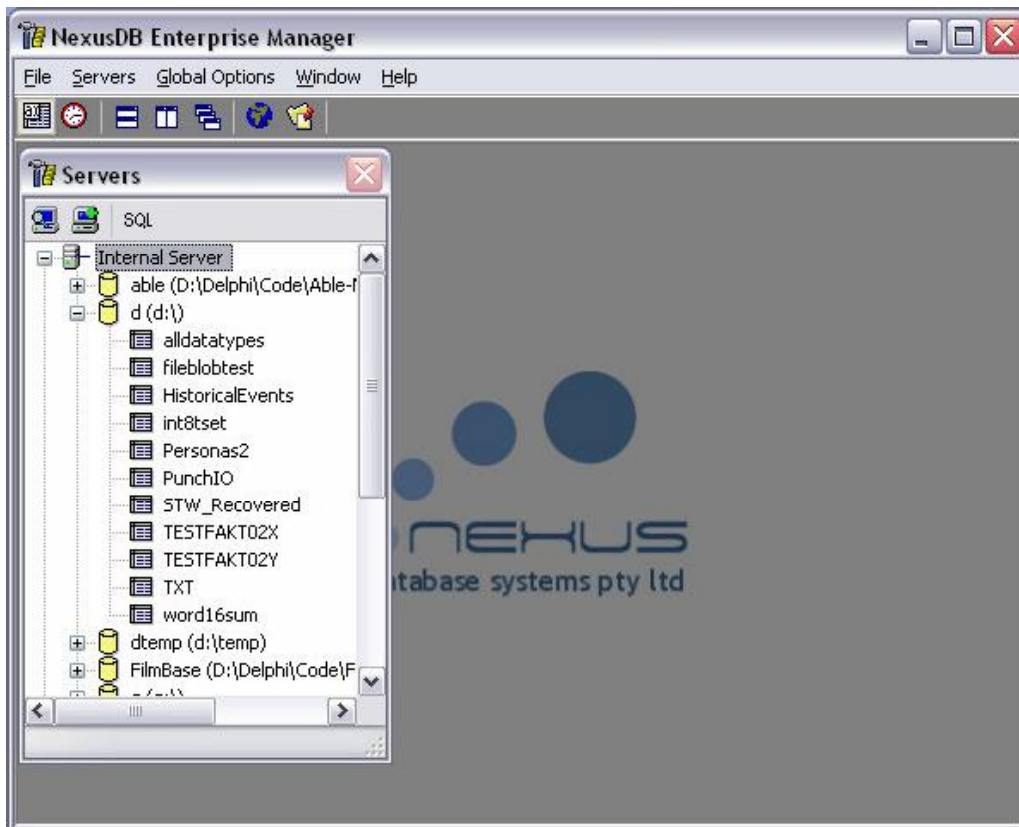 NexusDB Enterprise Manager
File Servers Global Options Window Help
Servers
SQL
Internal Server
able (D:\Delphi\Code\Able-
d (d:\)
alldatatypes
fileblobtest
HistoricalEvents
int8tset
Personas2
PunchIO
STW_Recovered
TESTFAKT02X
TESTFAKT02Y
TXT
word16sum
dtemp (d:\temp)
FilmBase (D:\Delphi\Code\F
nexus
database systems pty ltd